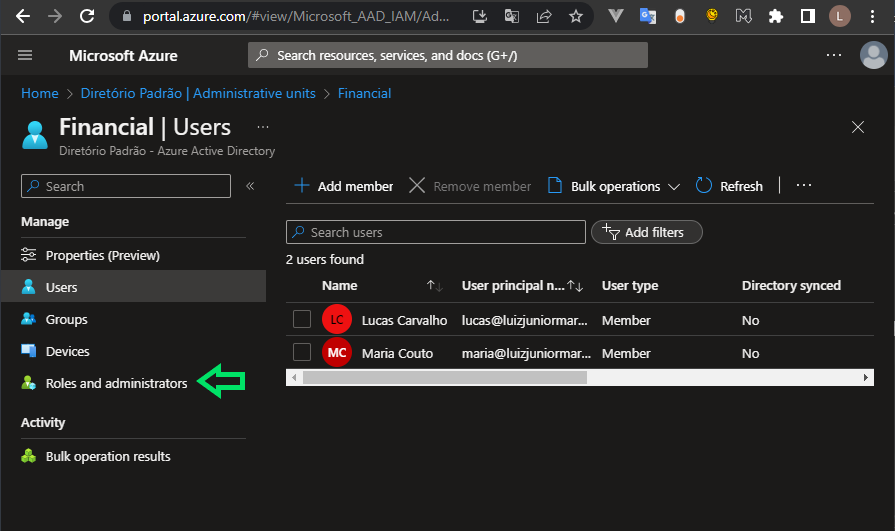 portal.azure.com/#view/Microsoft_AAD_IAM/Ad...
L
Microsoft Azure
Search resources, services, and docs (G+/)
Home > Diretório Padrão | Administrative units > Financial
Financial | Users
Diretório Padrão - Azure Active Directory
Search
Add member
Remove member
Bulk operations
Refresh
Manage
Properties (Preview)
Users
Groups
Devices
Roles and administrators
Activity
Bulk operation results
Search users
Add filters
2 users found
Name User principal n... User type Directory synced
LC Lucas Carvalho lucas@luizjuniormar... Member No
MC Maria Couto maria@luizjuniormar... Member No